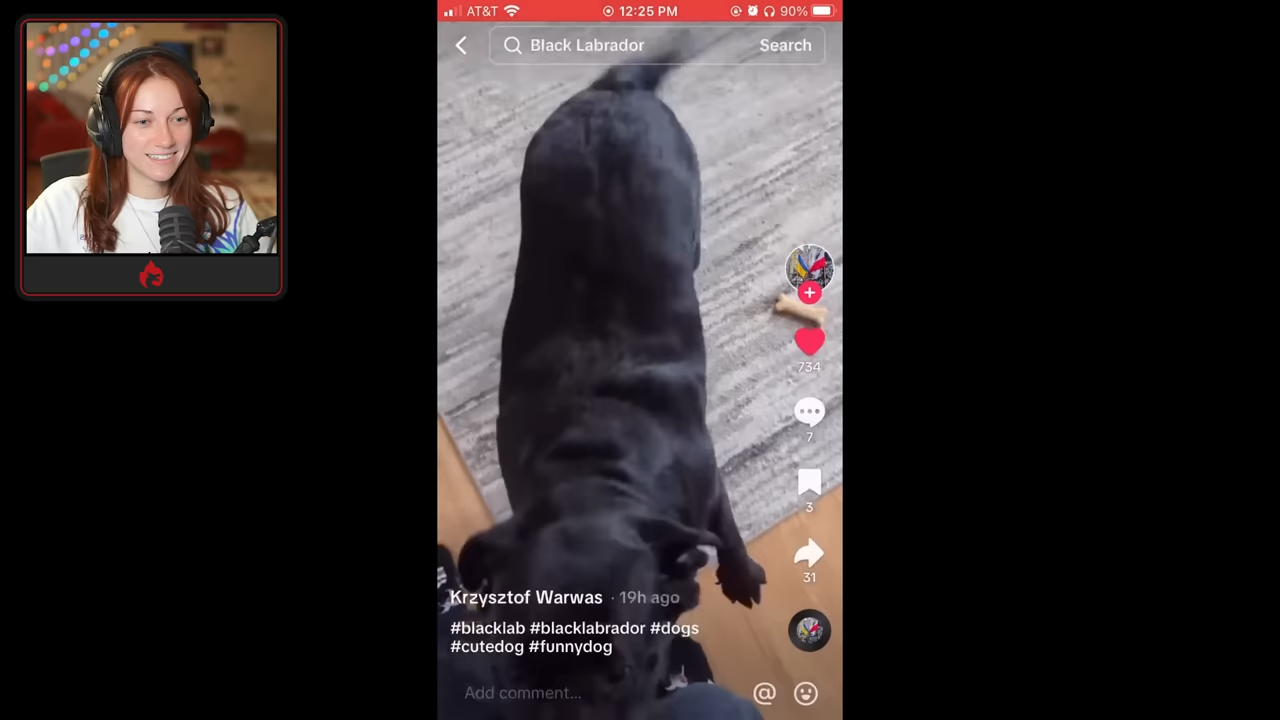 AT&T 12:25 PM 90%
Black Labrador Search
734
7
3
31
Krzysztof Warwas · 19h ago
#blacklab #blacklabrador #dogs
#cutedog #funnydog
Add comment...